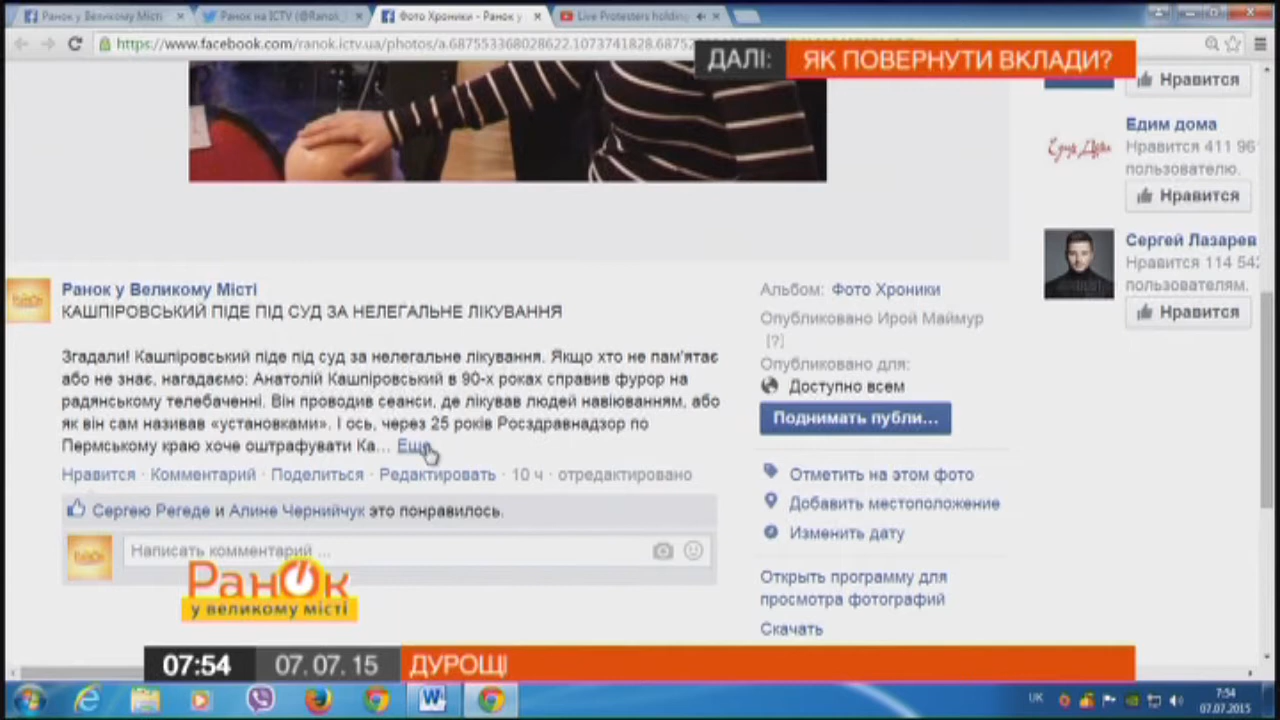 Ранок у Великому Місті
Ранок на ICTV (@Ranok_
Фото Хроники - Ранок у
Live Protesters holding
https://www.facebook.com/ranok.ictv.ua/photos/a.687553368028622.1073741828.6875
ДАЛІ: ЯК ПОВЕРНУТИ ВКЛАДИ?
Нравится
Едим дома
Нравится 411 96
пользователю.
Нравится
Сергей Лазарев
Нравится 114 542
пользователям.
Нравится
Ранок у Великому Місті
КАШПІРОВСЬКИЙ ПІДЕ ПІД СУД ЗА НЕЛЕГАЛЬНЕ ЛІКУВАННЯ
Згадали! Кашпіровський піде під суд за нелегальне лікування. Якщо хто не пам'ятає
або не знає, нагадаємо: Анатолій Кашпіровський в 90-х роках справив фурор на
радянському телебаченні. Він проводив сеанси, де лікував людей навіюванням, або
як він сам називав «установками». І ось, через 25 років Росздравнадзор по
Пермському краю хоче оштрафувати Ка... Еще
Нравится · Комментарий · Поделиться · Редактировать · 10 ч · отредактировано
Сергею Регеде и Алине Чернийчук это понравилось.
Написать комментарий ...
Альбом: Фото Хроники
Опубликовано Ирой Маймур
[?]
Опубликовано для:
Доступно всем
Поднимать публи...
Отметить на этом фото
Добавить местоположение
Изменить дату
Открыть программу для
просмотра фотографий
Скачать
Ранок
у великому місті
07:54 07. 07. 15 ДУРОЩІ
UK
7:54
07.07.2015